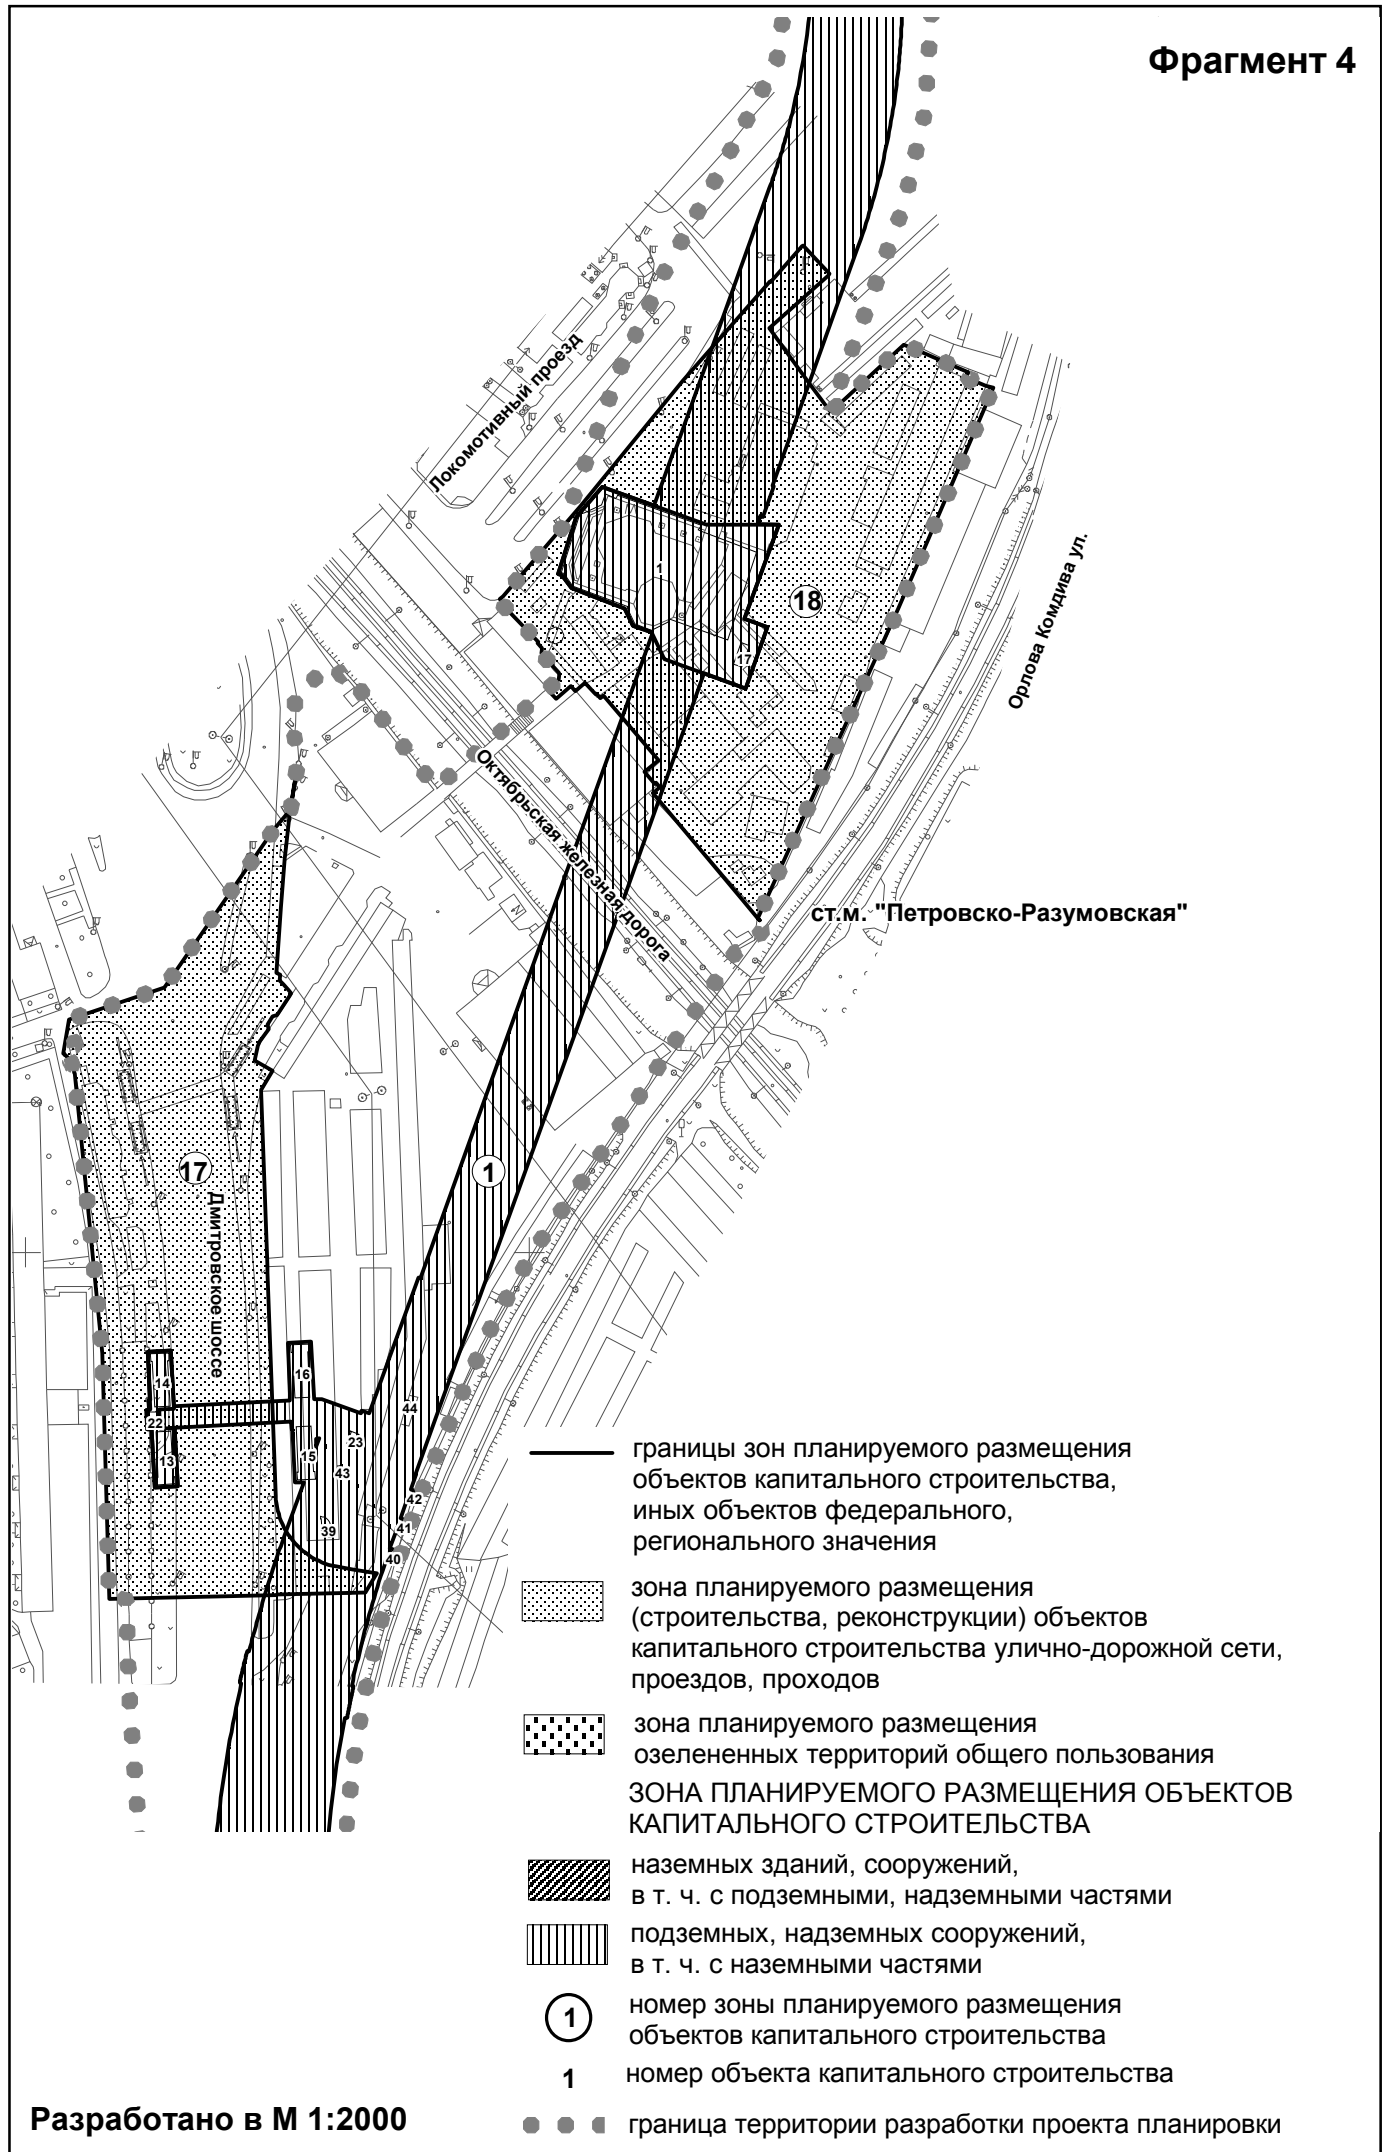 Фрагмент 4
Локомотивный проезд
1
18
17
Орлова Комдива ул.
Октябрьская железная дорога
ст.м. "Петровско-Разумовская"
17
Дмитровское шоссе
1
14
16
22
13
15
23
44
43
39
42
41
40
границы зон планируемого размещения
объектов капитального строительства,
иных объектов федерального,
регионального значения
зона планируемого размещения
(строительства, реконструкции) объектов
капитального строительства улично-дорожной сети,
проездов, проходов
зона планируемого размещения
озелененных территорий общего пользования
ЗОНА ПЛАНИРУЕМОГО РАЗМЕЩЕНИЯ ОБЪЕКТОВ
КАПИТАЛЬНОГО СТРОИТЕЛЬСТВА
наземных зданий, сооружений,
в т. ч. с подземными, надземными частями
подземных, надземных сооружений,
в т. ч. с наземными частями
1
номер зоны планируемого размещения
объектов капитального строительства
1 номер объекта капитального строительства
граница территории разработки проекта планировки
Разработано в М 1:2000